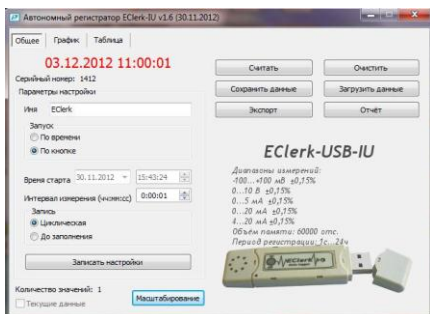 Автономный регистратор EClerk-IU v1.6 (30.11.2012)
Общее График Таблица
03.12.2012 11:00:01
Серийный номер: 1412
Параметры настройки
Имя EClerk
Запуск
По времени
По кнопке
Время старта 30.11.2012 15:43:24
Интервал измерения (чч:мм:сс) 0:00:01
Запись
Циклическая
До заполнения
Записать настройки
Количество значений: 1
Текущие данные
Масштабирование
Считать Очистить
Сохранить данные Загрузить данные
Экспорт Отчёт
EClerk-USB-IU
Диапазоны измерений:
-100...+100 мВ ±0,15%
0...10 В ±0,15%
0...5 мА ±0,15%
0...20 мА ±0,15%
4...20 мА ±0,15%
Объем памяти: 60000 отс.
Период регистрации: 1с...24ч